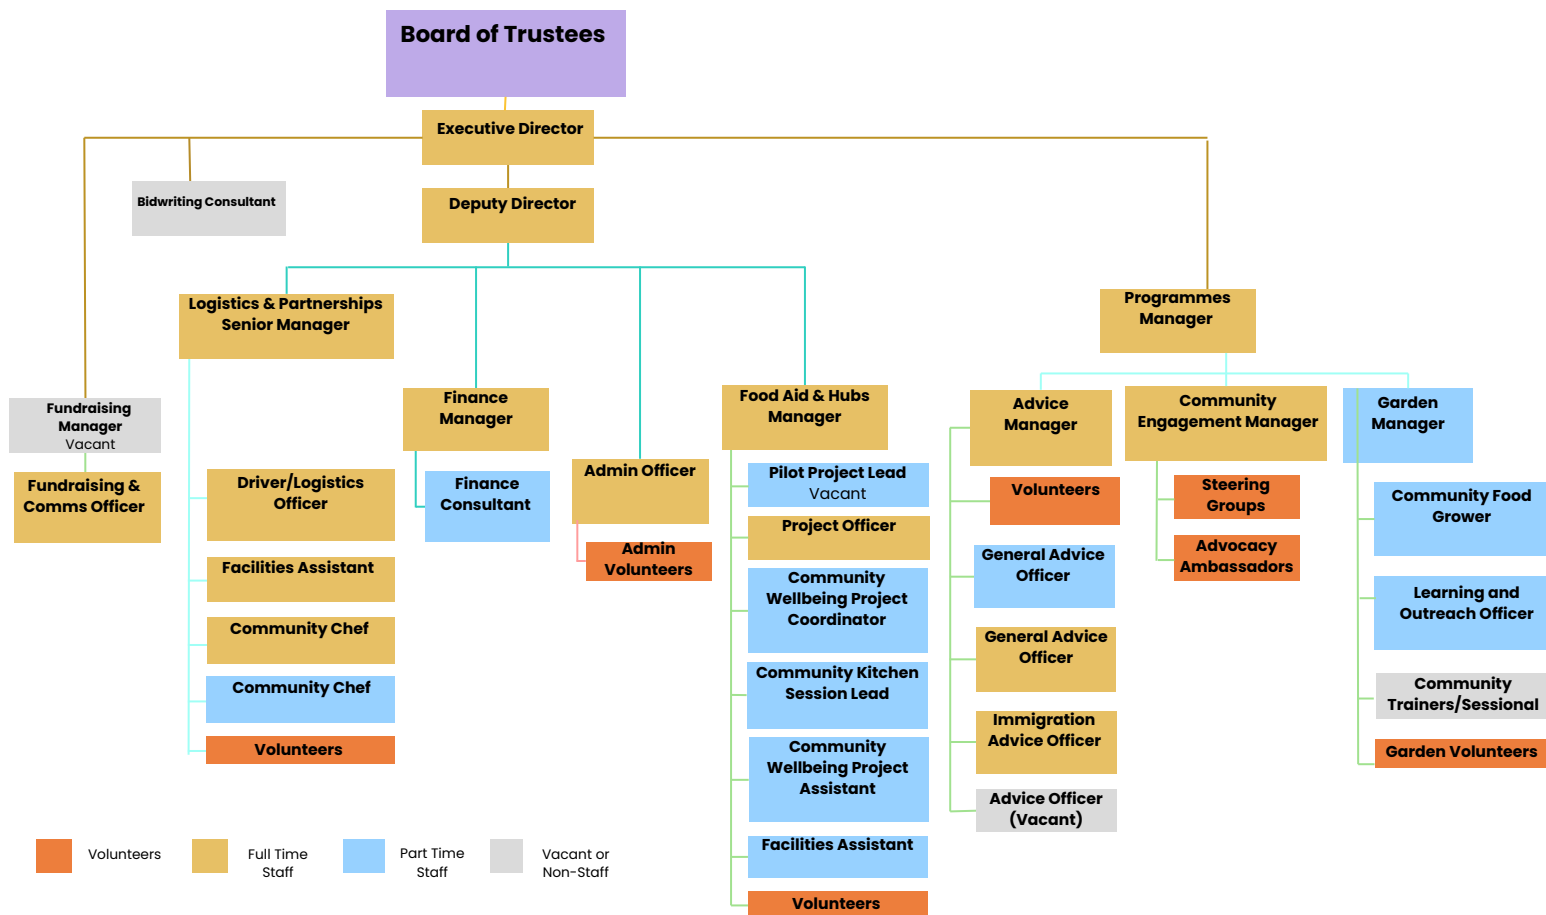 Board of Trustees
Executive Director
Bidwriting Consultant
Deputy Director
Logistics & Partnerships
Senior Manager
Programmes
Manager
Fundraising
Manager
Vacant
Finance
Manager
Food Aid & Hubs
Manager
Advice
Manager
Community
Engagement Manager
Garden
Manager
Fundraising &
Comms Officer
Driver/Logistics
Officer
Facilities Assistant
Community Chef
Community Chef
Volunteers
Finance
Consultant
Admin Officer
Admin
Volunteers
Pilot Project Lead
Vacant
Project Officer
Community
Wellbeing Project
Coordinator
Community Kitchen
Session Lead
Community
Wellbeing Project
Assistant
Facilities Assistant
Volunteers
Volunteers
General Advice
Officer
General Advice
Officer
Immigration
Advice Officer
Advice Officer
(Vacant)
Steering
Groups
Advocacy
Ambassadors
Community Food
Grower
Learning and
Outreach Officer
Community
Trainers/Sessional
Garden Volunteers
Volunteers
Full Time
Staff
Part Time
Staff
Vacant or
Non-Staff